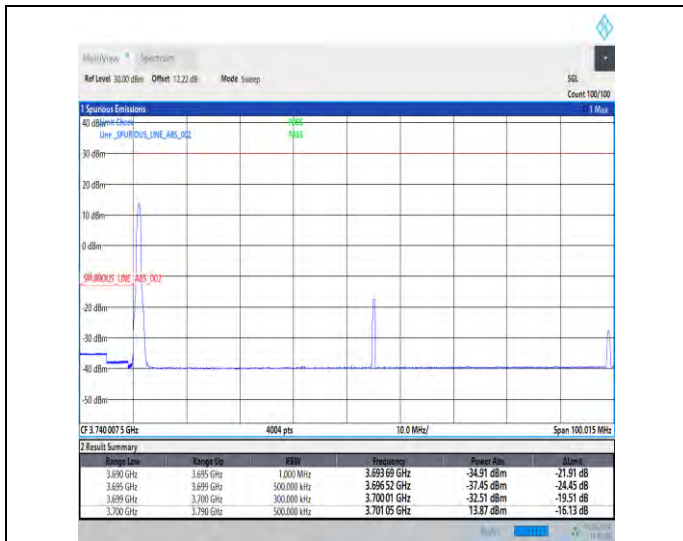 MultiView Spectrum
Ref Level 30.00 dBm Offset 12.22 dB Mode Sweep SGL
Count 100/100
1 Spurious Emissions 1 Max
40 dBm Limit Check PASS
Line _SPURIOUS_LINE_ABS_002 PASS
30 dBm
20 dBm
10 dBm
0 dBm
_SPURIOUS_LINE_ABS_002
-20 dBm
-30 dBm
-40 dBm
-50 dBm
CF 3.740 007 5 GHz 4004 pts 10.0 MHz/ Span 100.015 MHz
2 Result Summary
Range Low Range Up RBW Frequency Power Abs ΔLimit
3.690 GHz 3.695 GHz 1.000 MHz 3.693 69 GHz -34.91 dBm -21.91 dB
3.695 GHz 3.699 GHz 500.000 kHz 3.696 52 GHz -37.45 dBm -24.45 dB
3.699 GHz 3.700 GHz 300.000 kHz 3.700 01 GHz -32.51 dBm -19.51 dB
3.700 GHz 3.790 GHz 500.000 kHz 3.701 05 GHz 13.87 dBm -16.13 dB